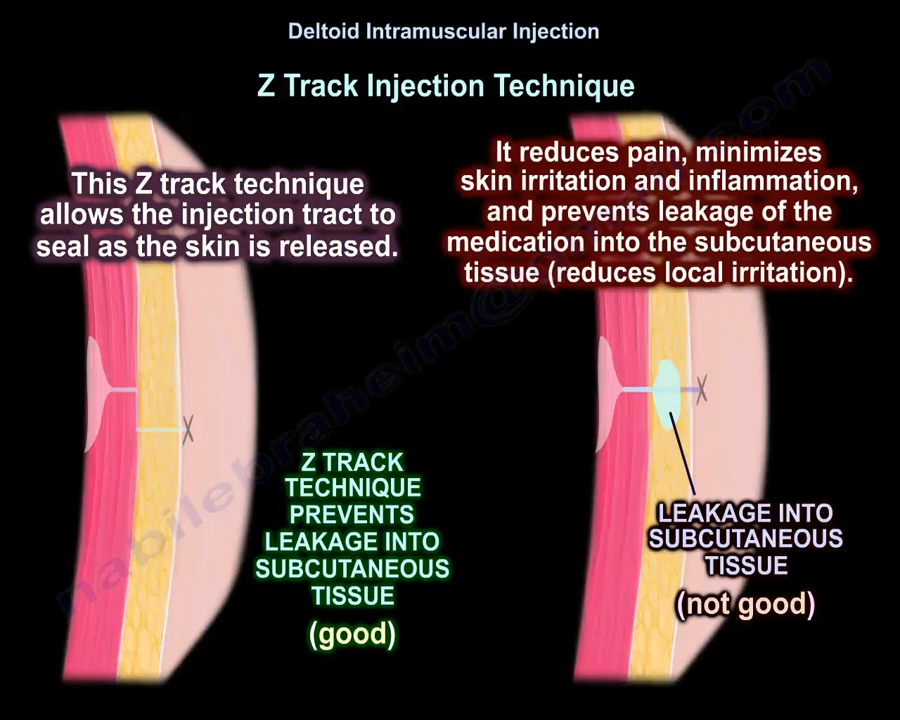 Deltoid Intramuscular Injection
Z Track Injection Technique
This Z track technique
allows the injection tract to
seal as the skin is released.
It reduces pain, minimizes
skin irritation and inflammation,
and prevents leakage of the
medication into the subcutaneous
tissue (reduces local irritation).
Z TRACK
TECHNIQUE
PREVENTS
LEAKAGE INTO
SUBCUTANEOUS
TISSUE
(good)
LEAKAGE INTO
SUBCUTANEOUS
TISSUE
(not good)